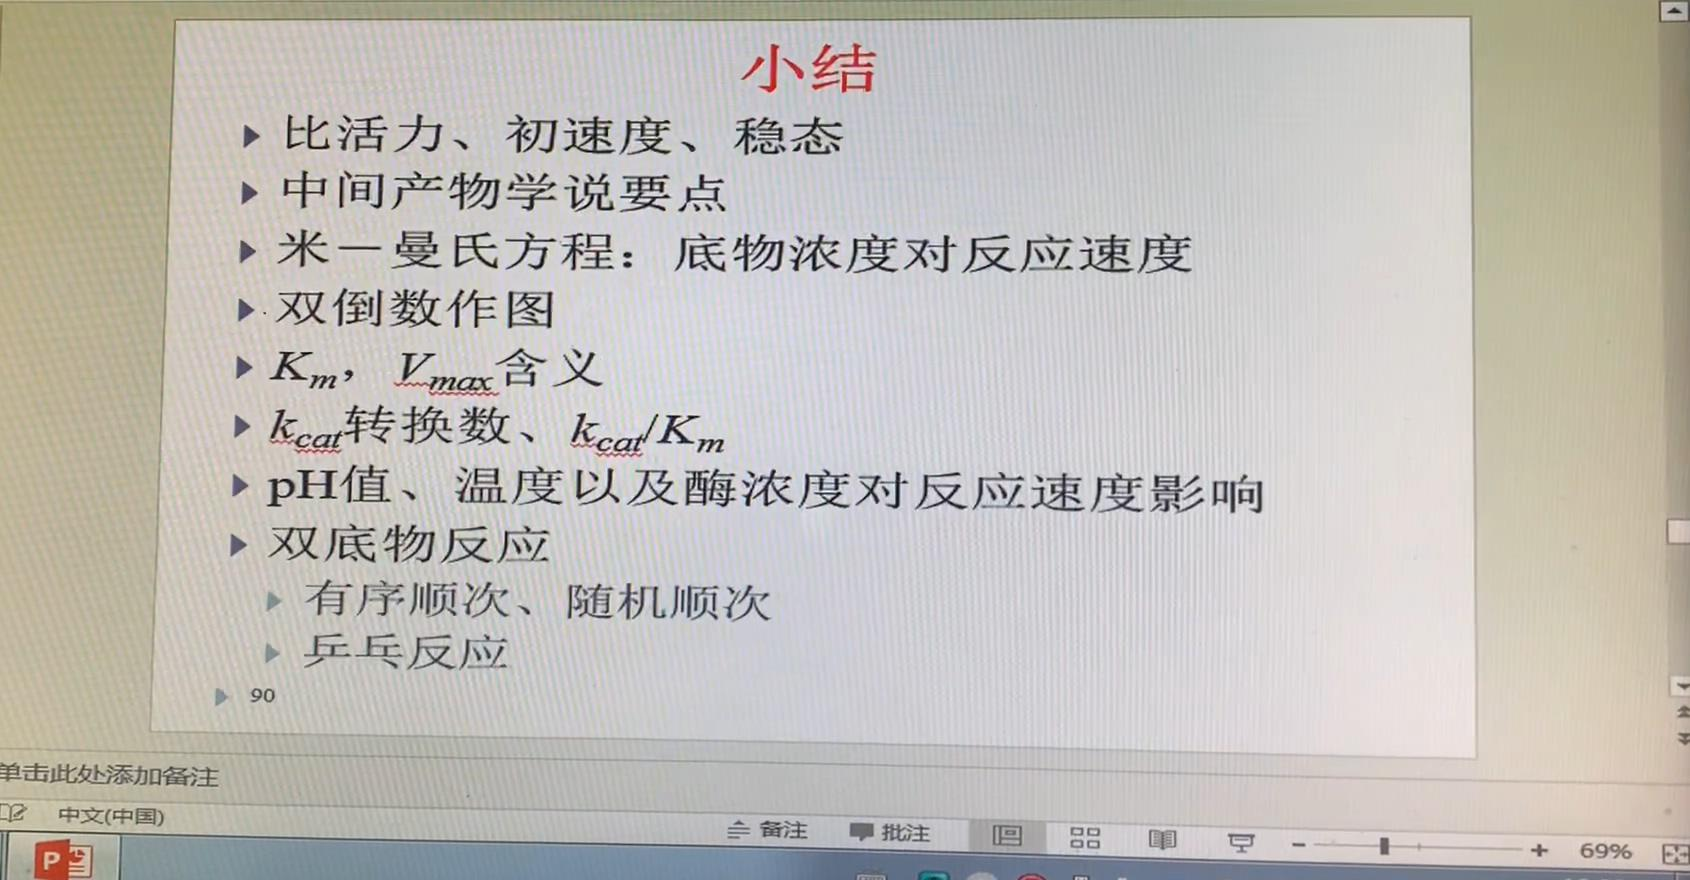 小结
比活力、初速度、稳态
中间产物学说要点
米－曼氏方程：底物浓度对反应速度
双倒数作图
Km， Vmax含义
kcat转换数、kcat/Km
pH值、温度以及酶浓度对反应速度影响
双底物反应
有序顺次、随机顺次
乒乓反应
90
单击此处添加备注
中文(中国)
备注
批注
69%
P